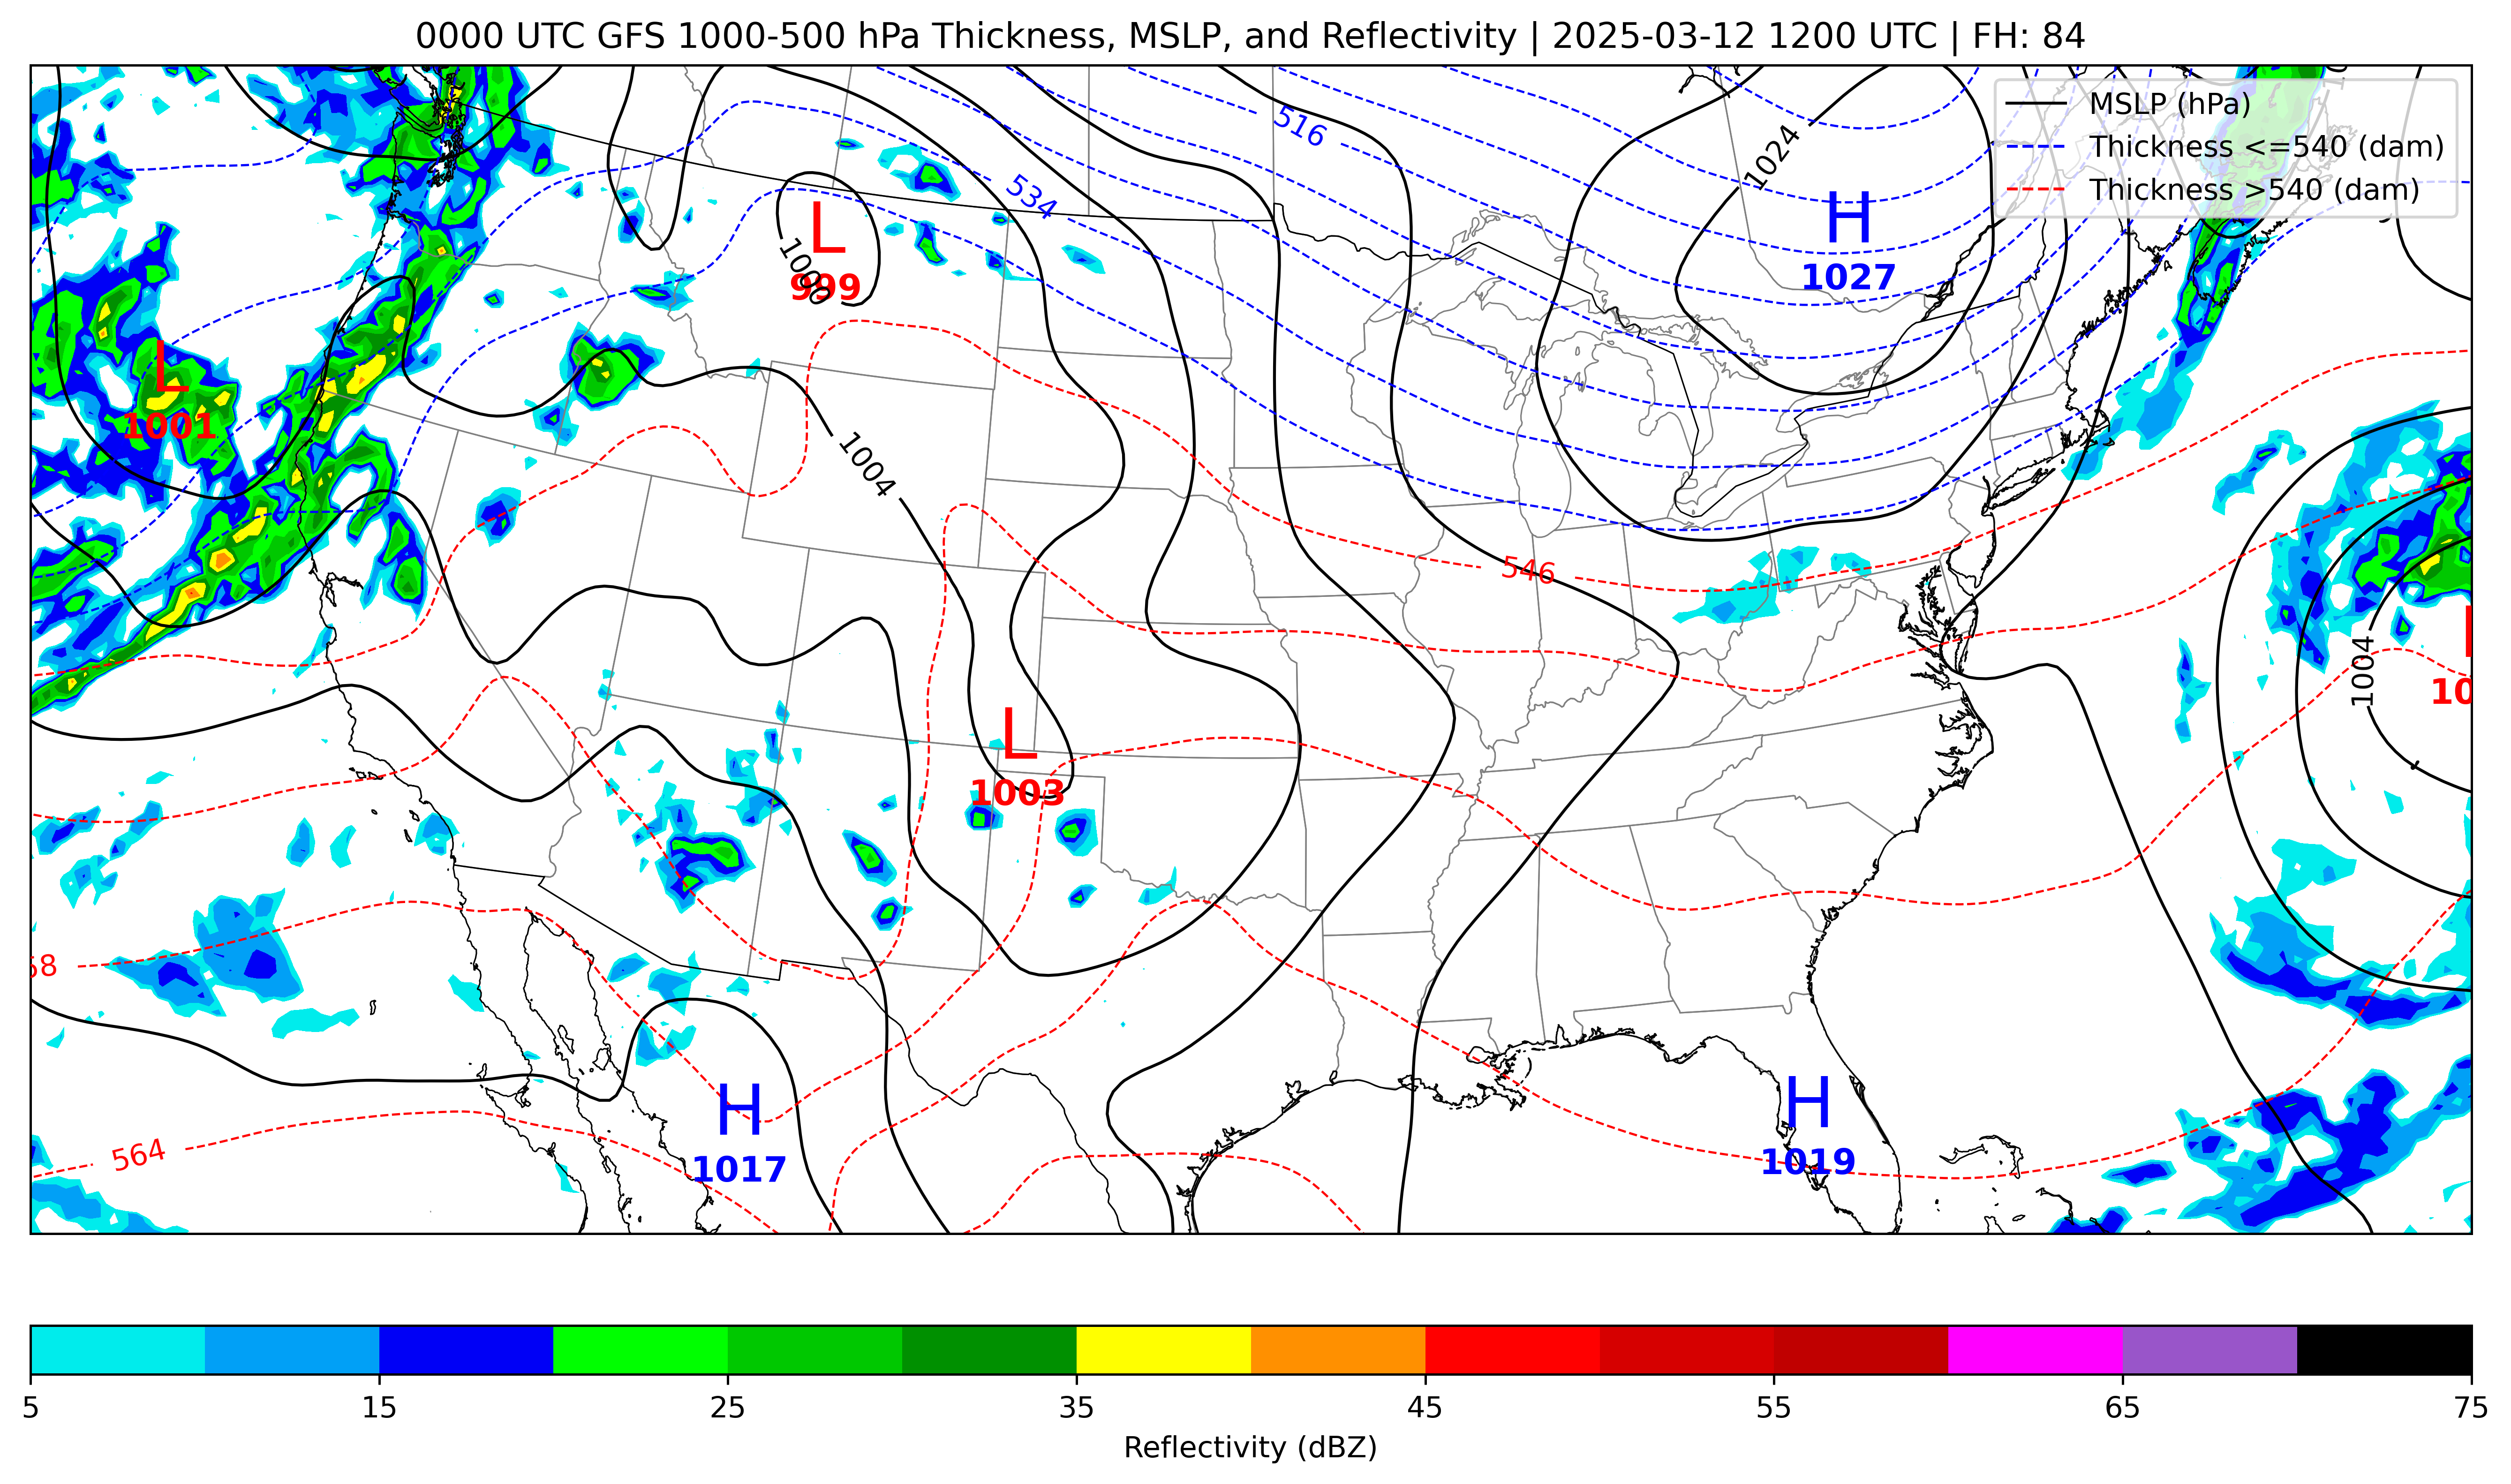 0000 UTC GFS 1000-500 hPa Thickness, MSLP, and Reflectivity | 2025-03-12 1200 UTC | FH: 84
MSLP (hPa)
Thickness <=540 (dam)
Thickness >540 (dam)
516
1024
534
H
1027
L
1000
999
L
1001
1004
546
1004
10
L
1003
58
564
H
1017
H
1019
5 15 25 35 45 55 65 75
Reflectivity (dBZ)